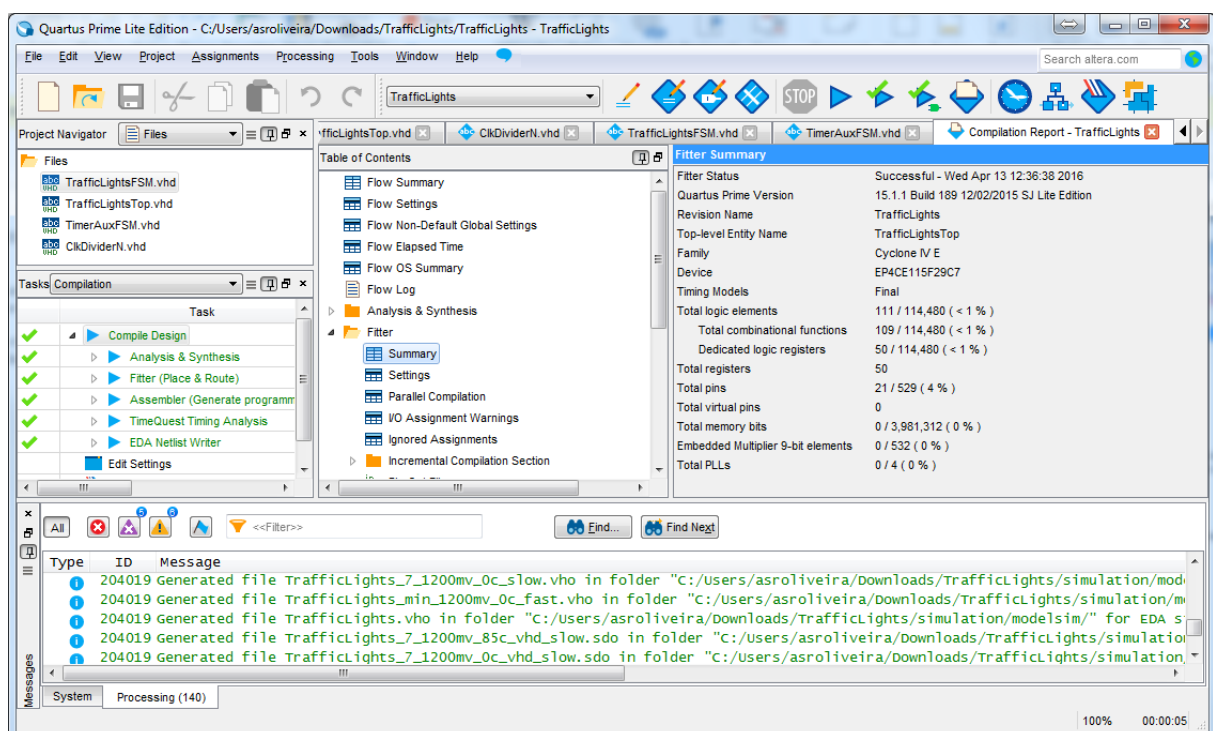 Quartus Prime Lite Edition - C:/Users/asroliveira/Downloads/TrafficLights/TrafficLights - TrafficLights
File Edit View Project Assignments Processing Tools Window Help
Search altera.com
TrafficLights
STOP
Project Navigator Files
fficLightsTop.vhd ClkDividerN.vhd TrafficLightsFSM.vhd TimerAuxFSM.vhd Compilation Report - TrafficLights
Files
TrafficLightsFSM.vhd
TrafficLightsTop.vhd
TimerAuxFSM.vhd
ClkDividerN.vhd
Tasks Compilation
Task
Compile Design
Analysis & Synthesis
Fitter (Place & Route)
Assembler (Generate programm
TimeQuest Timing Analysis
EDA Netlist Writer
Edit Settings
Table of Contents
Flow Summary
Flow Settings
Flow Non-Default Global Settings
Flow Elapsed Time
Flow OS Summary
Flow Log
Analysis & Synthesis
Fitter
Summary
Settings
Parallel Compilation
I/O Assignment Warnings
Ignored Assignments
Incremental Compilation Section
Fitter Summary
Fitter Status Successful - Wed Apr 13 12:36:38 2016
Quartus Prime Version 15.1.1 Build 189 12/02/2015 SJ Lite Edition
Revision Name TrafficLights
Top-level Entity Name TrafficLightsTop
Family Cyclone IV E
Device EP4CE115F29C7
Timing Models Final
Total logic elements 111 / 114,480 ( < 1 % )
Total combinational functions 109 / 114,480 ( < 1 % )
Dedicated logic registers 50 / 114,480 ( < 1 % )
Total registers 50
Total pins 21 / 529 ( 4 % )
Total virtual pins 0
Total memory bits 0 / 3,981,312 ( 0 % )
Embedded Multiplier 9-bit elements 0 / 532 ( 0 % )
Total PLLs 0 / 4 ( 0 % )
All <<Filter>> Find... Find Next
Type ID Message
204019 Generated file TrafficLights_7_1200mv_0c_slow.vho in folder "C:/Users/asroliveira/Downloads/TrafficLights/simulation/mod
204019 Generated file TrafficLights_min_1200mv_0c_fast.vho in folder "C:/Users/asroliveira/Downloads/TrafficLights/simulation/m
204019 Generated file TrafficLights.vho in folder "C:/Users/asroliveira/Downloads/TrafficLights/simulation/modelsim/" for EDA s
204019 Generated file TrafficLights_7_1200mv_85c_vhd_slow.sdo in folder "C:/Users/asroliveira/Downloads/TrafficLights/simulation
204019 Generated file TrafficLights_7_1200mv_0c_vhd_slow.sdo in folder "C:/Users/asroliveira/Downloads/TrafficLights/simulation
Messages
System Processing (140)
100% 00:00:05